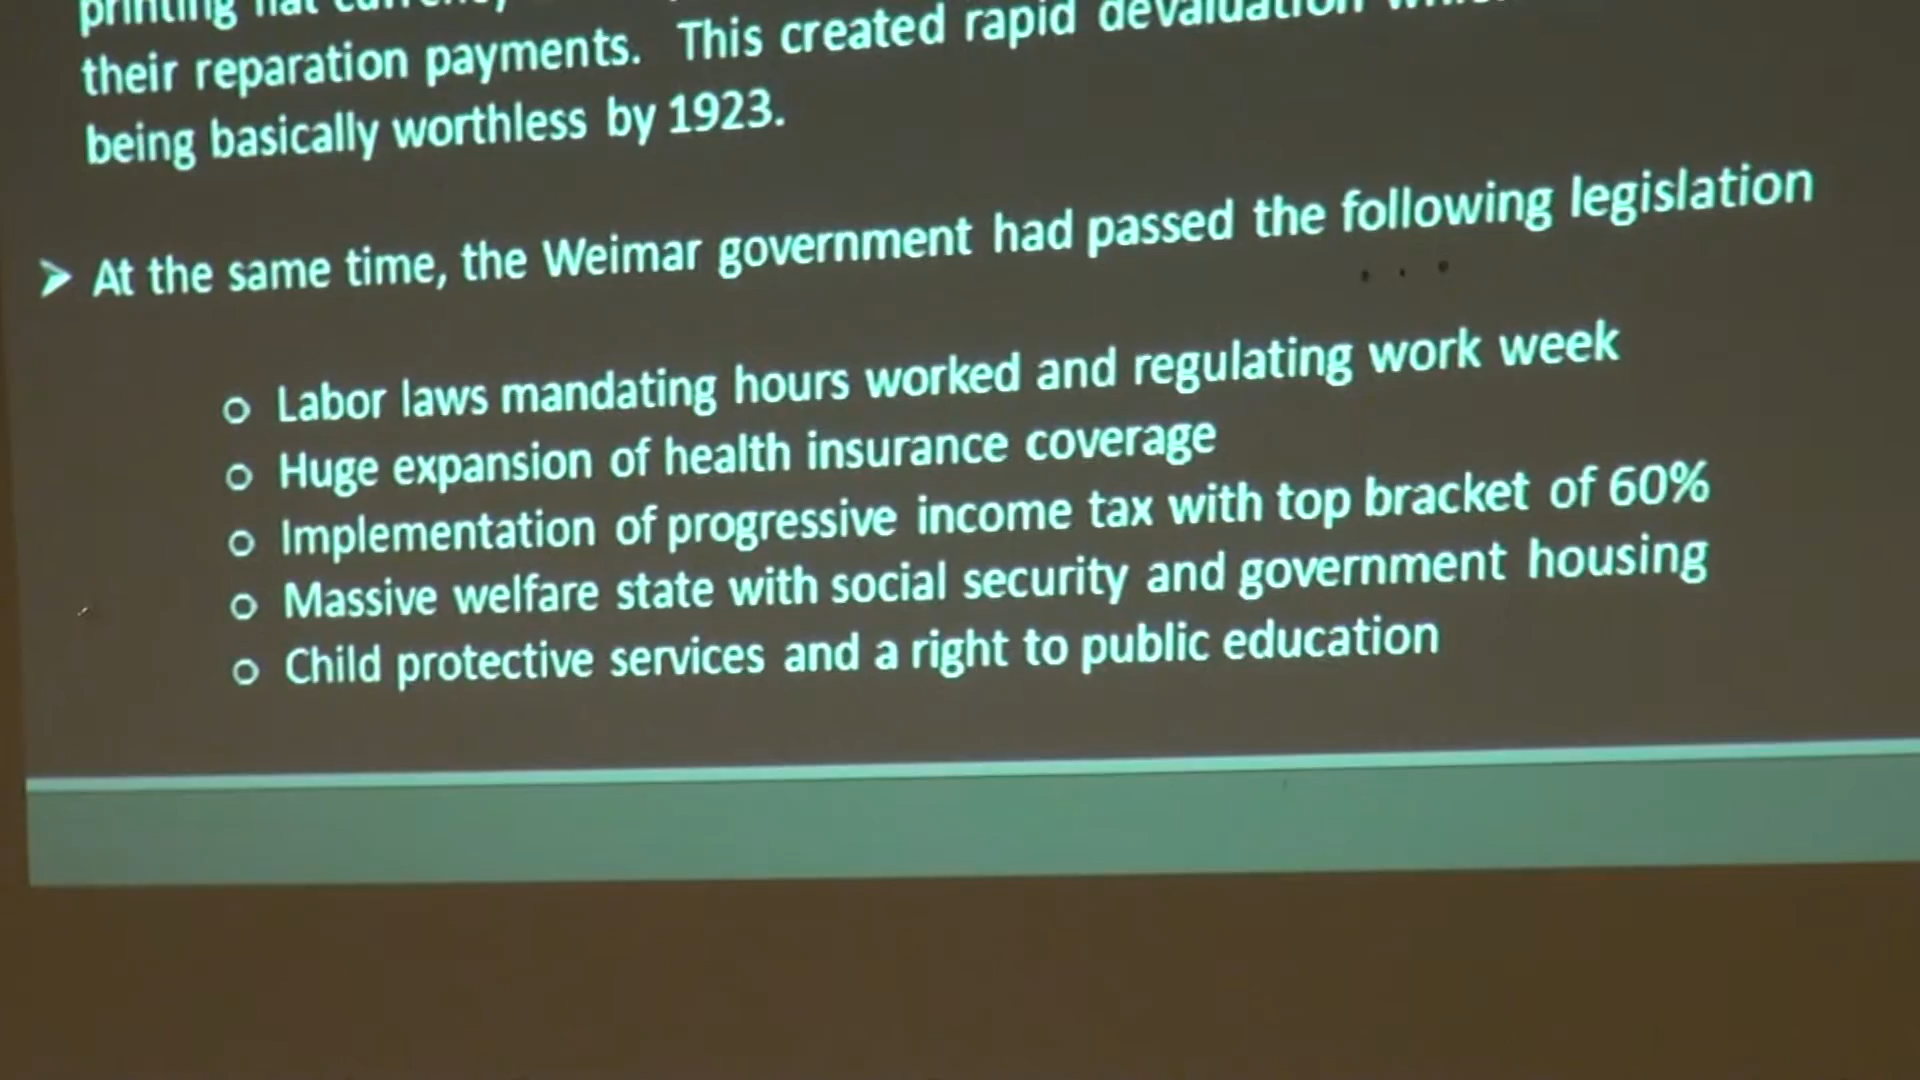 printing fiat currency
their reparation payments. This created rapid devaluation
being basically worthless by 1923.
➤ At the same time, the Weimar government had passed the following legislation
o Labor laws mandating hours worked and regulating work week
o Huge expansion of health insurance coverage
o Implementation of progressive income tax with top bracket of 60%
o Massive welfare state with social security and government housing
o Child protective services and a right to public education